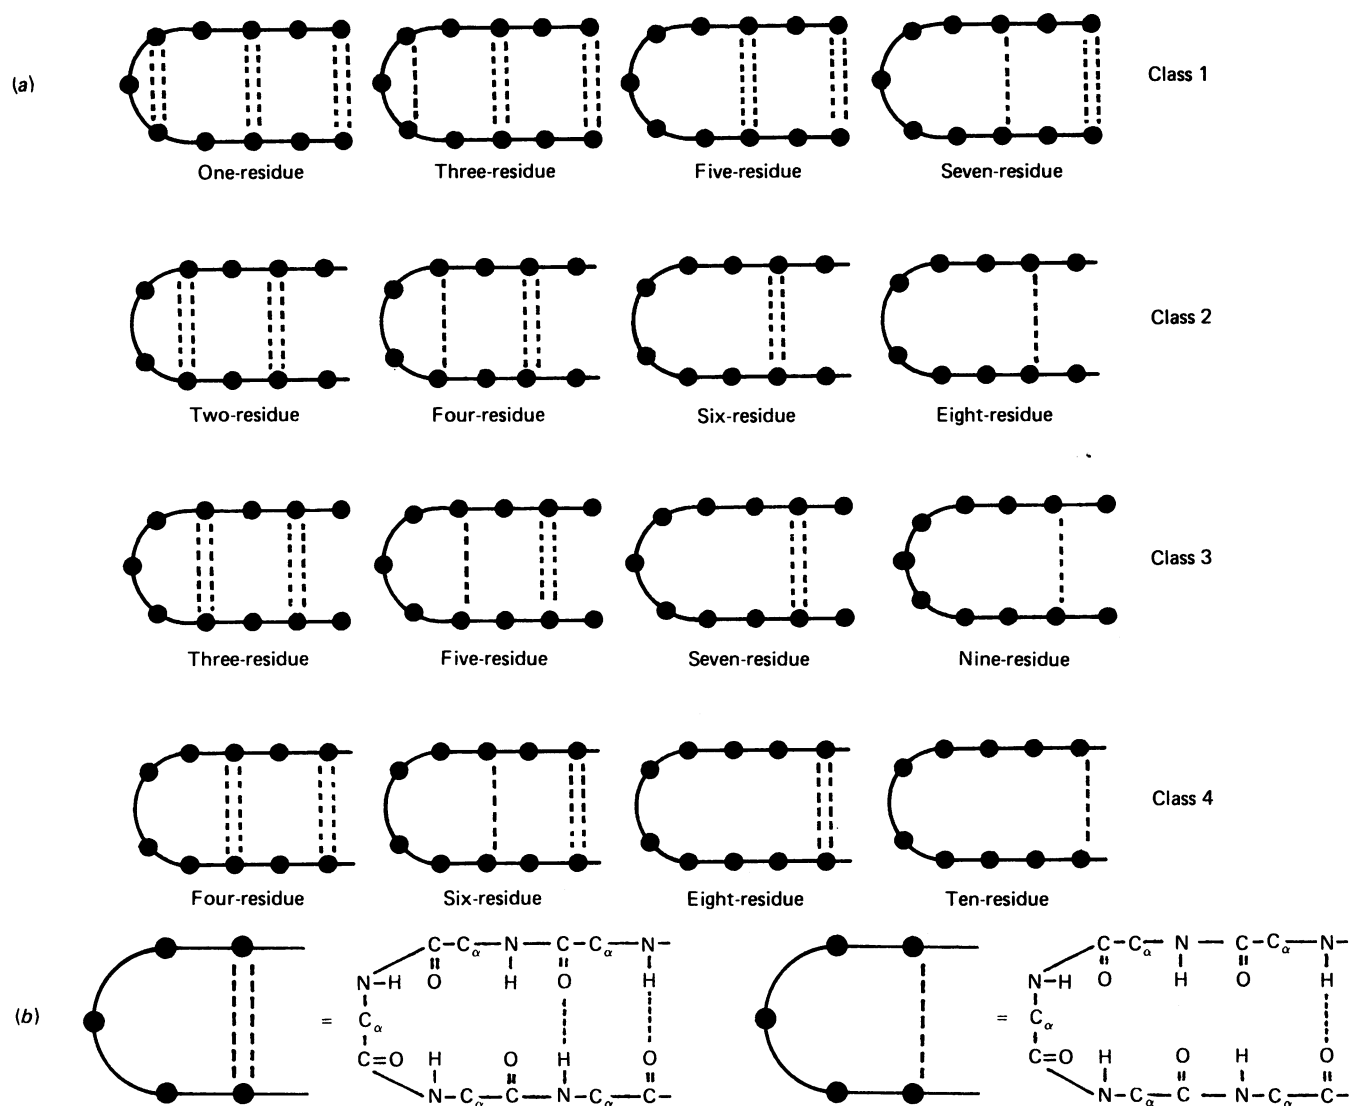 (a)
Class 1
One-residue Three-residue Five-residue Seven-residue
Class 2
Two-residue Four-residue Six-residue Eight-residue
Class 3
Three-residue Five-residue Seven-residue Nine-residue
Class 4
Four-residue Six-residue Eight-residue Ten-residue
C–Cα–N–C–Cα–N– C–Cα–N–C–Cα–N–
N–H O H O H N–H O H O H
(b) = Cα = Cα
C=O H O H O C=O H O H O
N–Cα–C–N–Cα–C– N–Cα–C–N–Cα–C–